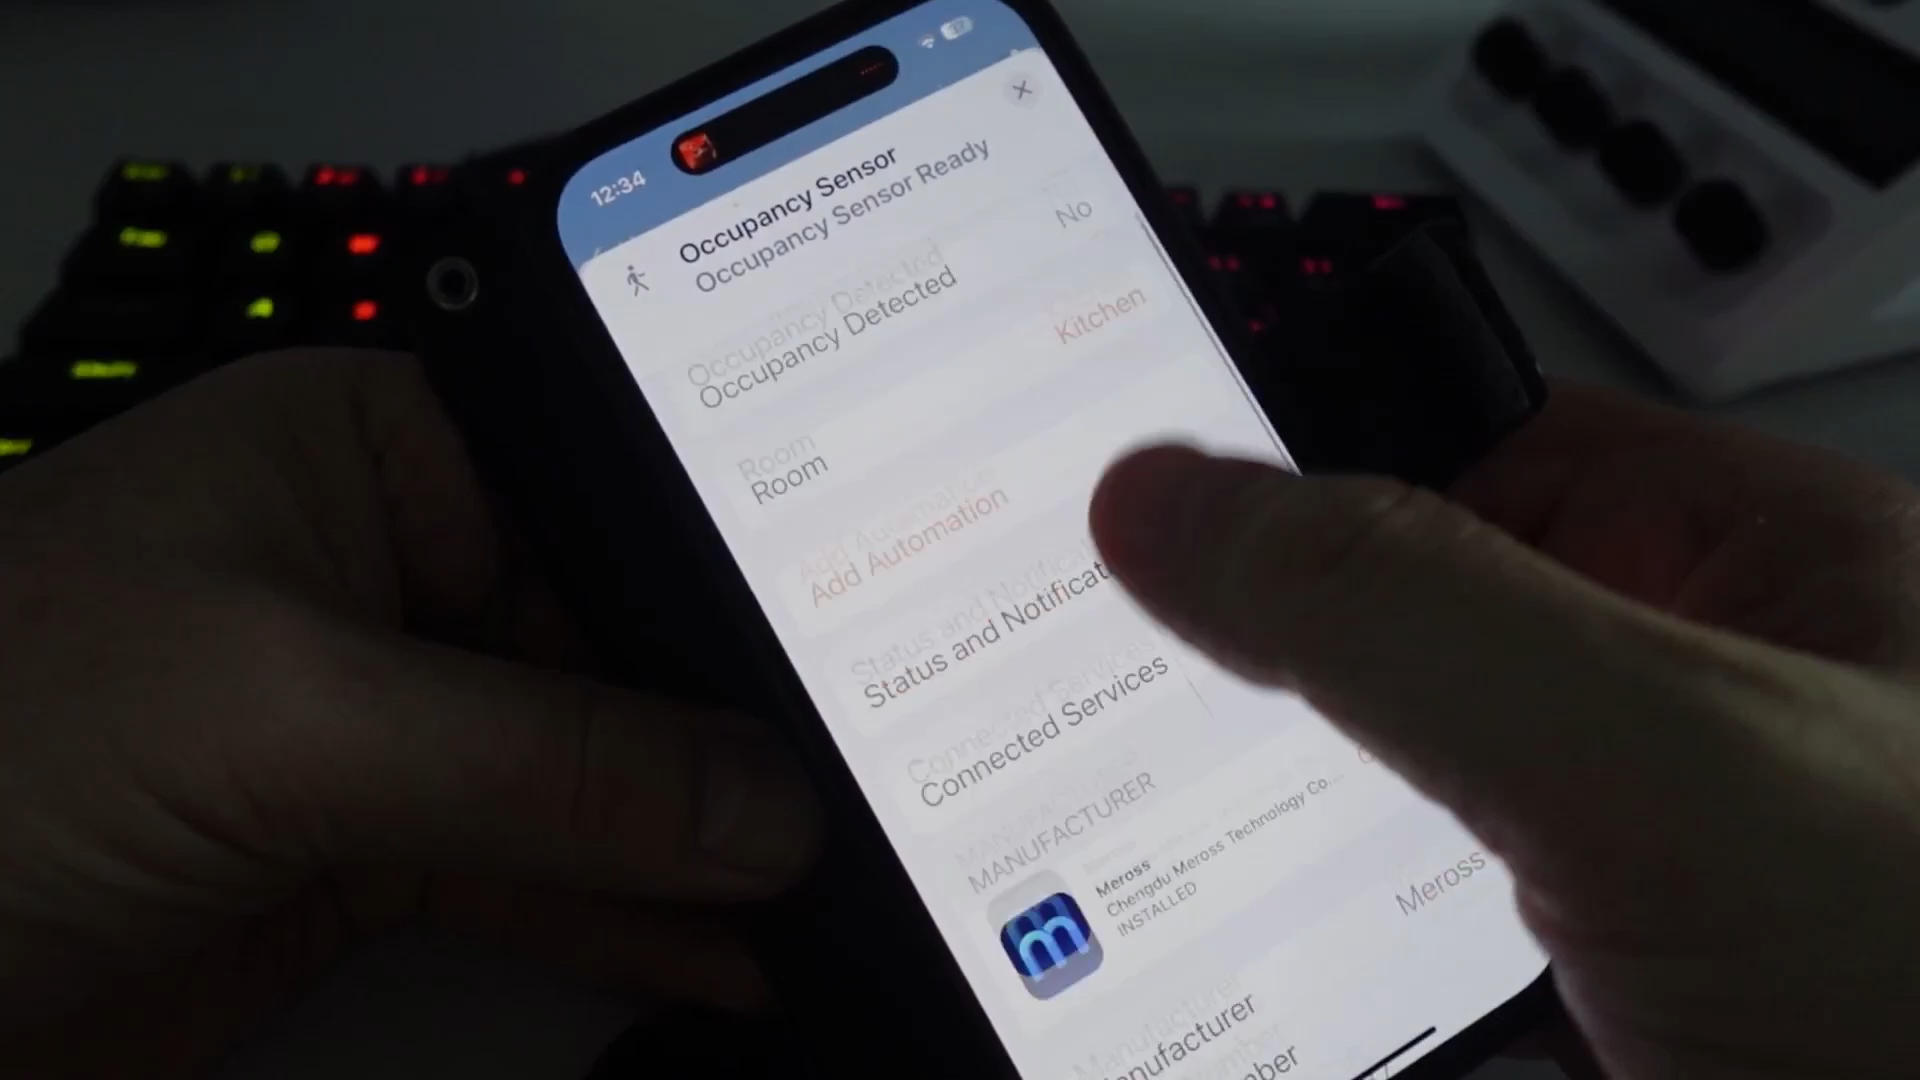 12:34
Occupancy Sensor
Occupancy Sensor Ready
Occupancy Detected
No
Room
Kitchen
Add Automation
Status and Notificat
Connected Services
MANUFACTURER
Meross
Chengdu Meross Technology Co...
INSTALLED
Manufacturer
Meross